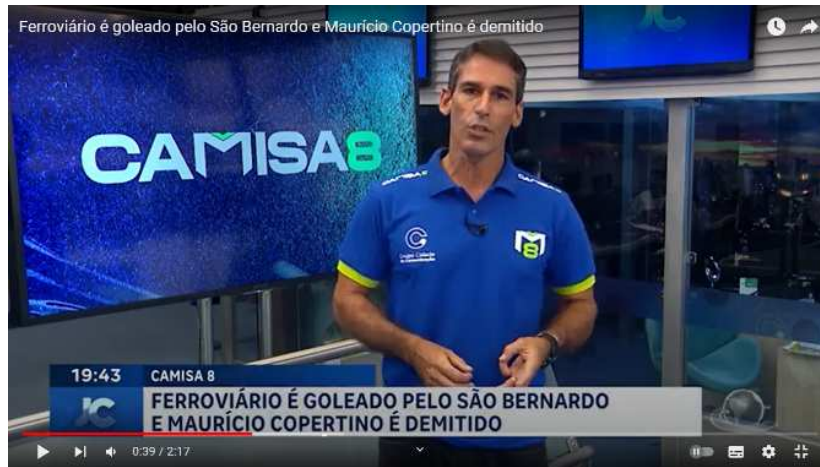 Ferroviário é goleado pelo São Bernardo e Maurício Copertino é demitido
CAMISA8
M8
19:43 CAMISA 8
JC
FERROVIÁRIO É GOLEADO PELO SÃO BERNARDO
E MAURÍCIO COPERTINO É DEMITIDO
0:39 / 2:17